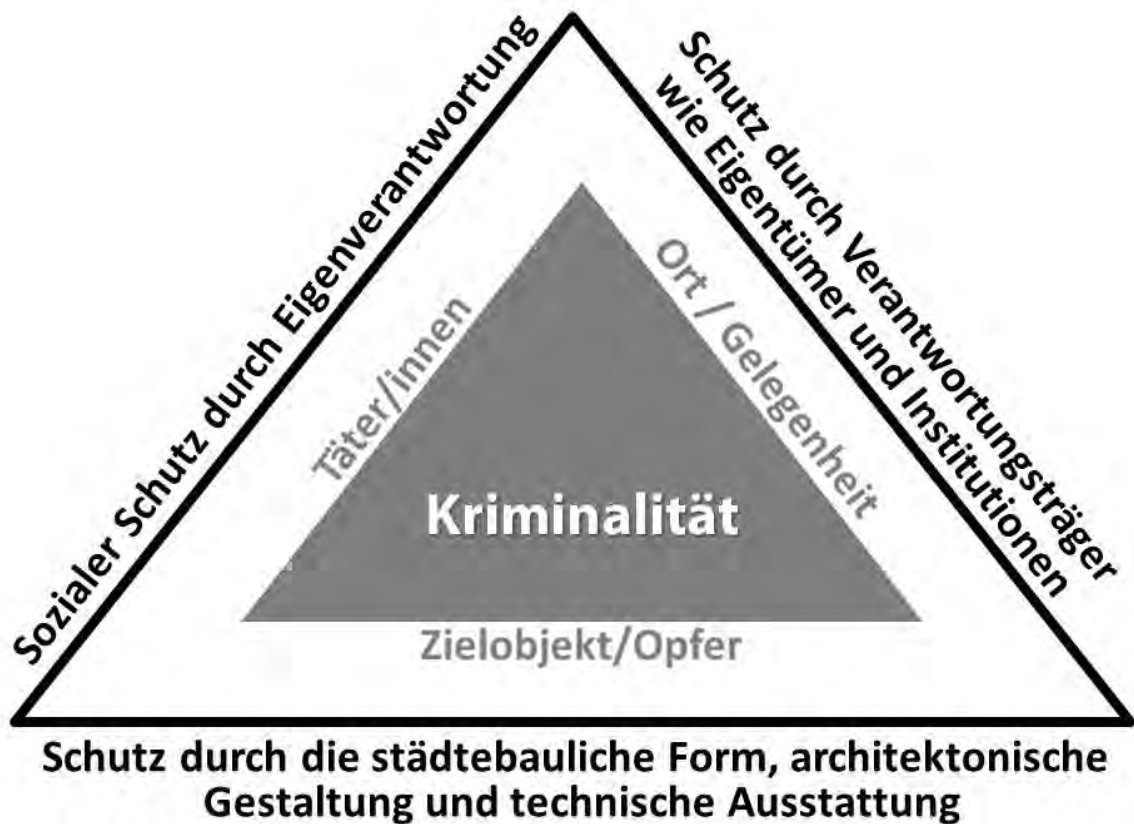 Sozialer Schutz durch Eigenverantwortung
Schutz durch Verantwortungsträger
wie Eigentümer und Institutionen
Täter/innen
Ort / Gelegenheit
Kriminalität
Zielobjekt/Opfer
Schutz durch die städtebauliche Form, architektonische
Gestaltung und technische Ausstattung